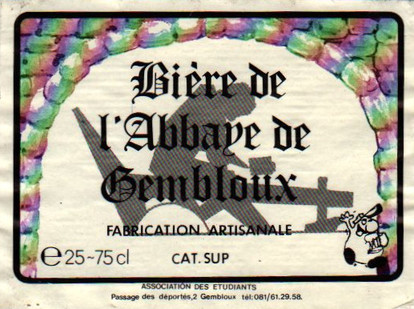 Bière de
l'Abbaye de
Gembloux
FABRICATION ARTISANALE
e 25-75 cl CAT. SUP
ASSOCIATION DES ETUDIANTS
Passage des déportés,2 Gembloux tél:081/61.29.58.